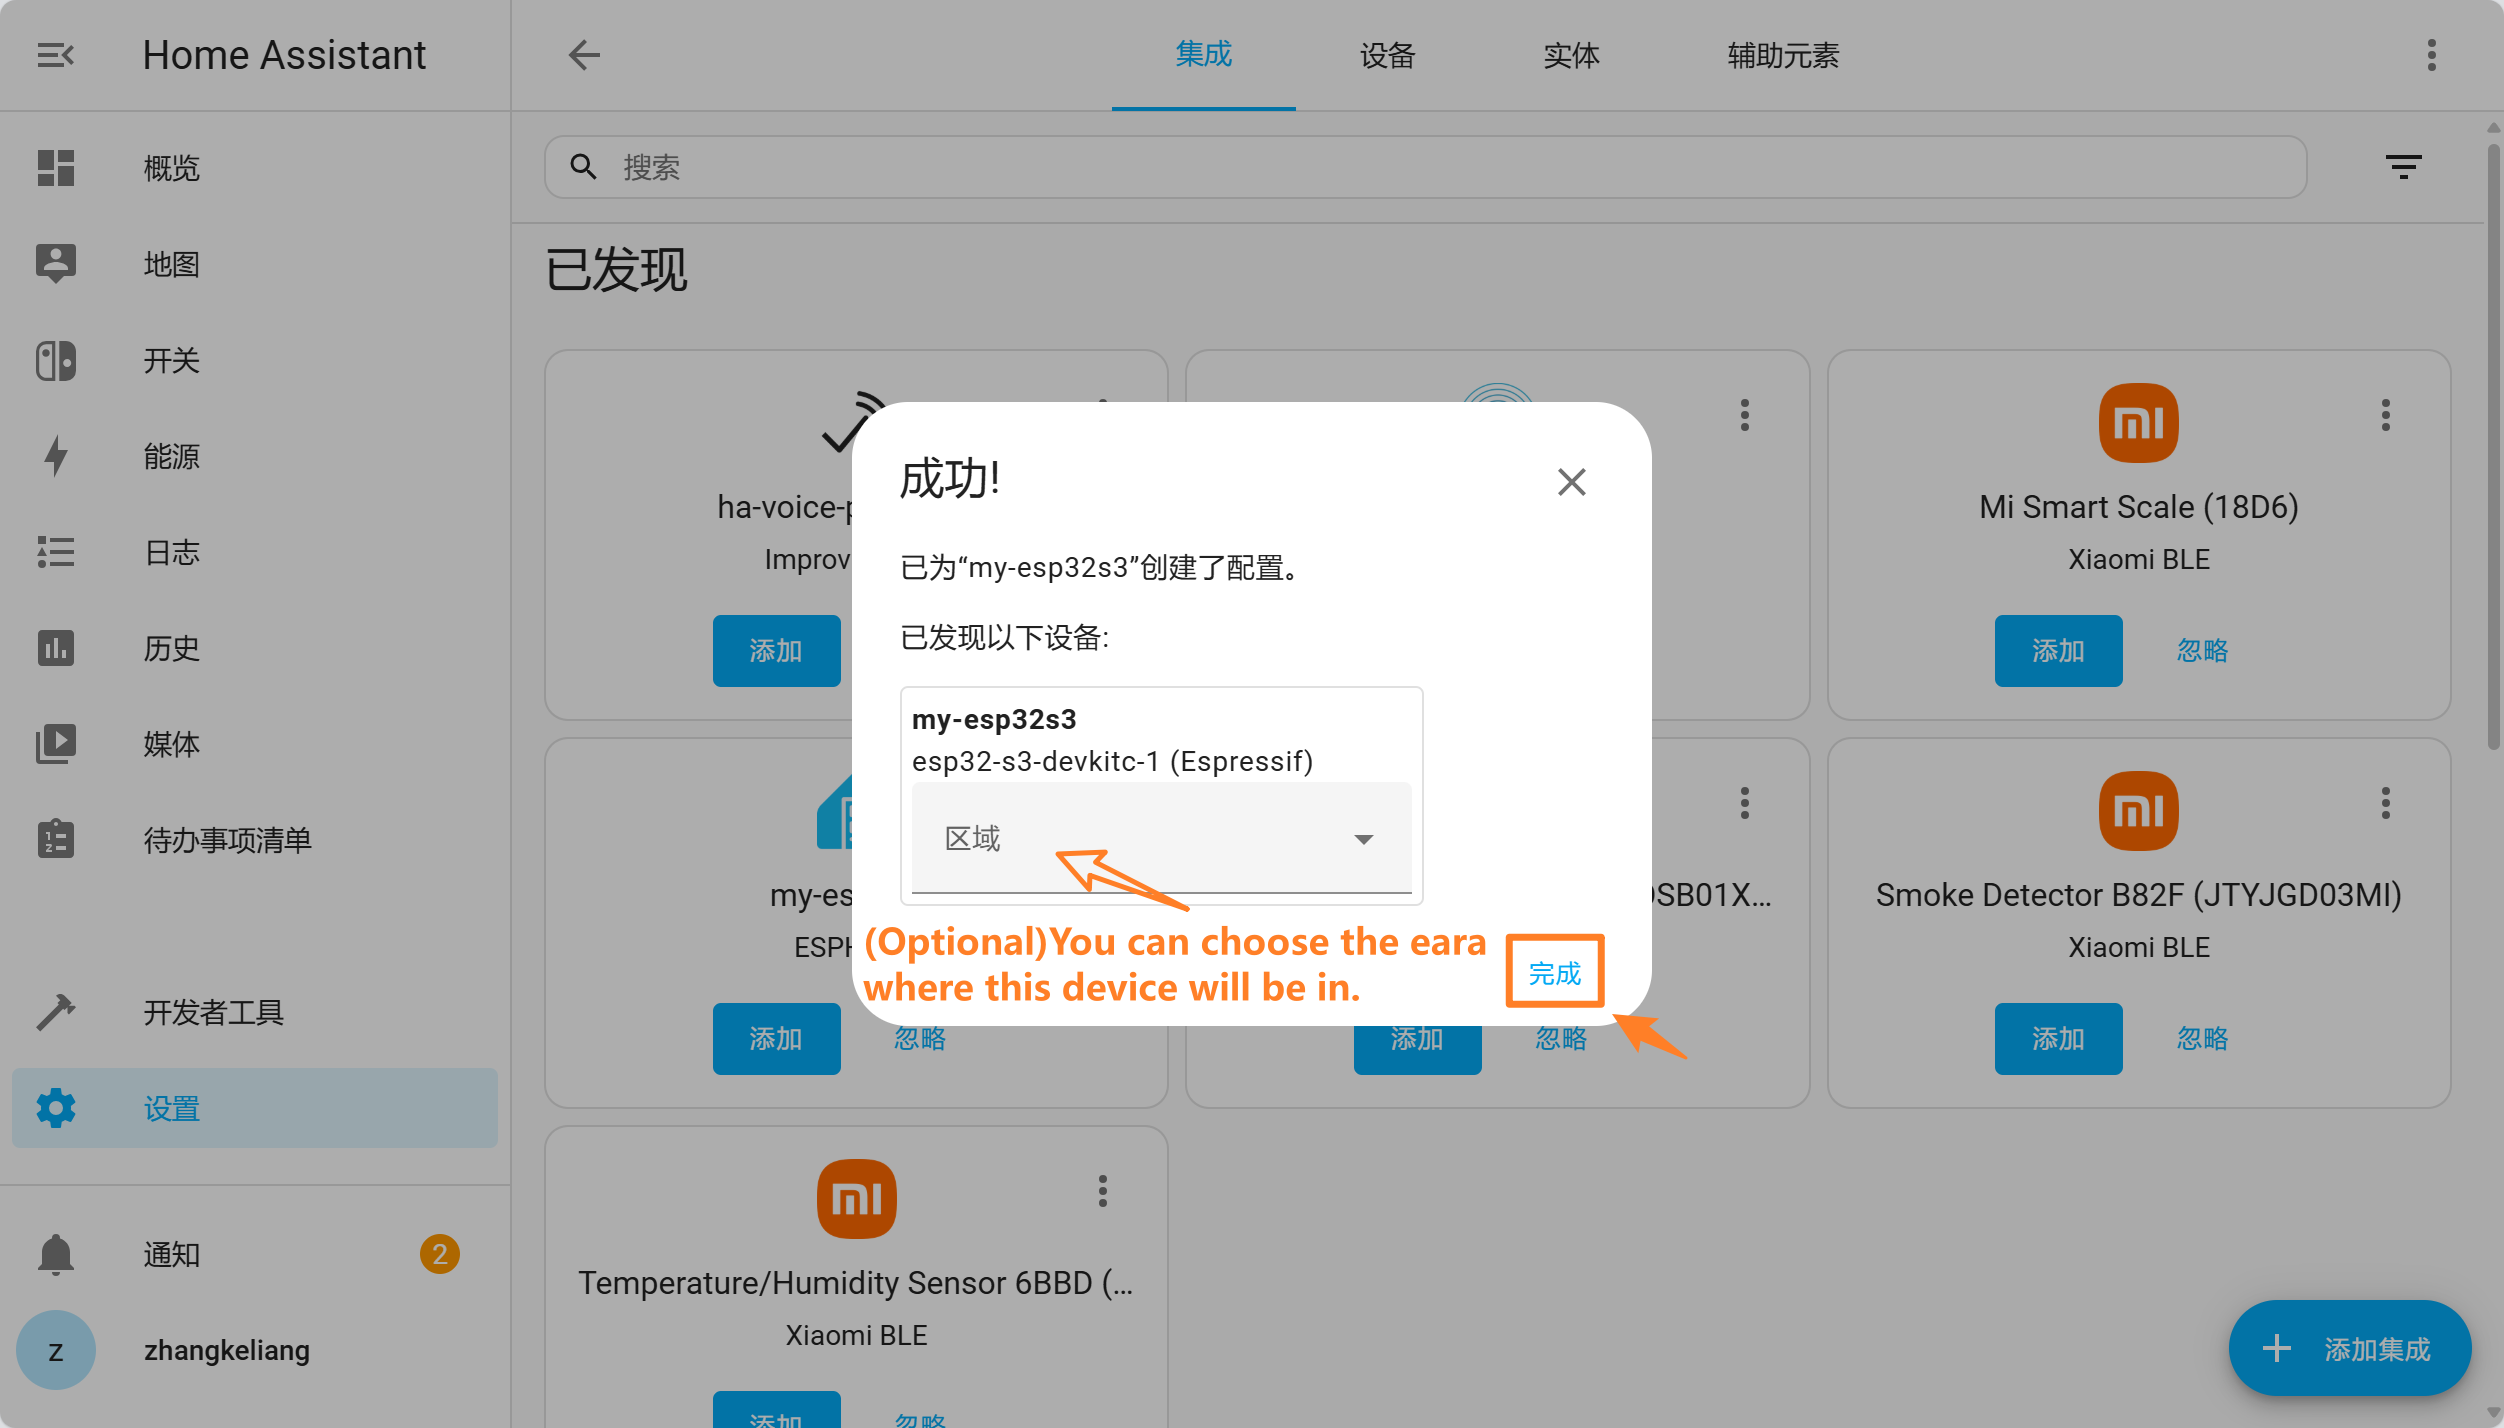 Home Assistant
集成
设备
实体
辅助元素
概览
地图
开关
能源
日志
历史
媒体
待办事项清单
开发者工具
设置
通知
2
z
zhangkeliang
搜索
已发现
ha-voice-
Improv
添加
Mi Smart Scale (18D6)
Xiaomi BLE
添加
忽略
成功!
已为“my-esp32s3”创建了配置。
已发现以下设备:
my-esp32s3
esp32-s3-devkitc-1 (Espressif)
区域
(Optional)You can choose the eara
where this device will be in.
完成
my-es
ESPH
添加
忽略
SB01X...
添加
忽略
Smoke Detector B82F (JTYJGD03MI)
Xiaomi BLE
添加
忽略
Temperature/Humidity Sensor 6BBD (...
Xiaomi BLE
添加
忽略
添加集成